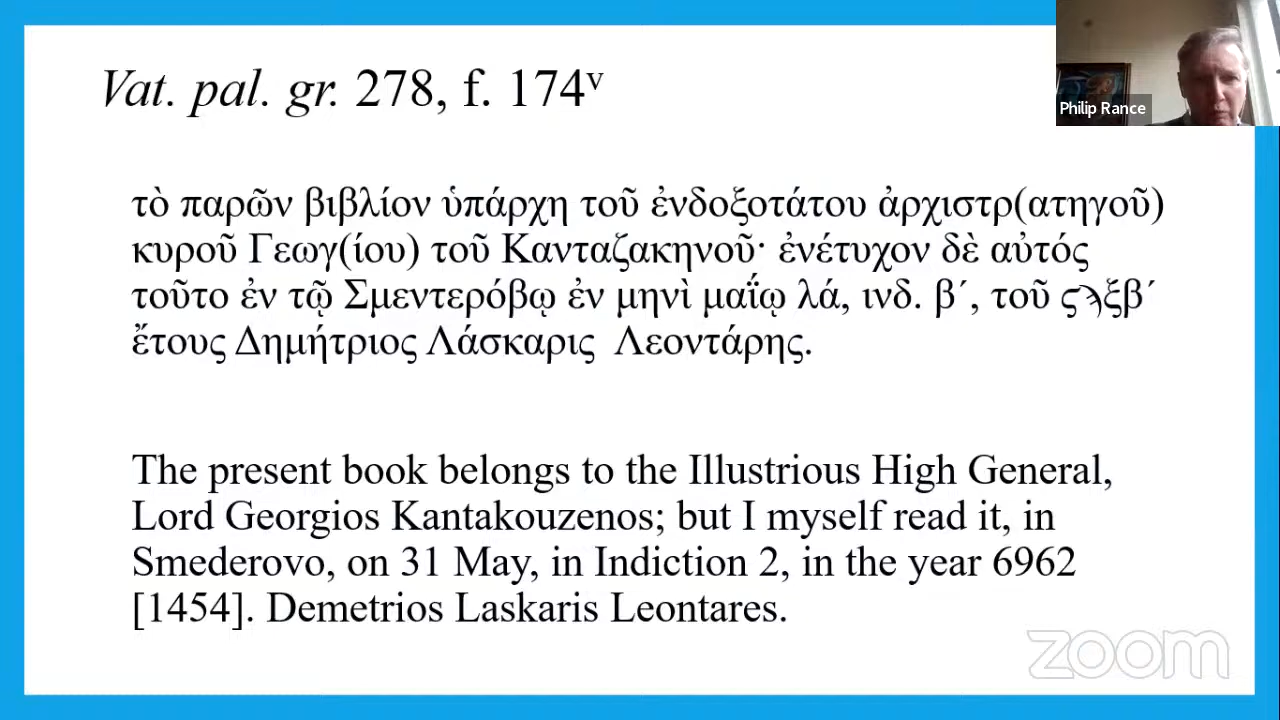 Vat. pal. gr. 278, f. 174v
Philip Rance
τὸ παρῶν βιβλίον ὑπάρχη τοῦ ἐνδοξοτάτου ἀρχιστρ(ατηγοῦ)
κυροῦ Γεωγ(ίου) τοῦ Κανταζακηνοῦ· ἐνέτυχον δὲ αὐτός
τοῦτο ἐν τῷ Σμεντερόβῳ ἐν μηνὶ μαΐῳ λά, ινδ. β΄, τοῦ ϛϡξβ΄
ἔτους Δημήτριος Λάσκαρις Λεοντάρης.
The present book belongs to the Illustrious High General,
Lord Georgios Kantakouzenos; but I myself read it, in
Smederovo, on 31 May, in Indiction 2, in the year 6962
[1454]. Demetrios Laskaris Leontares.
zoom